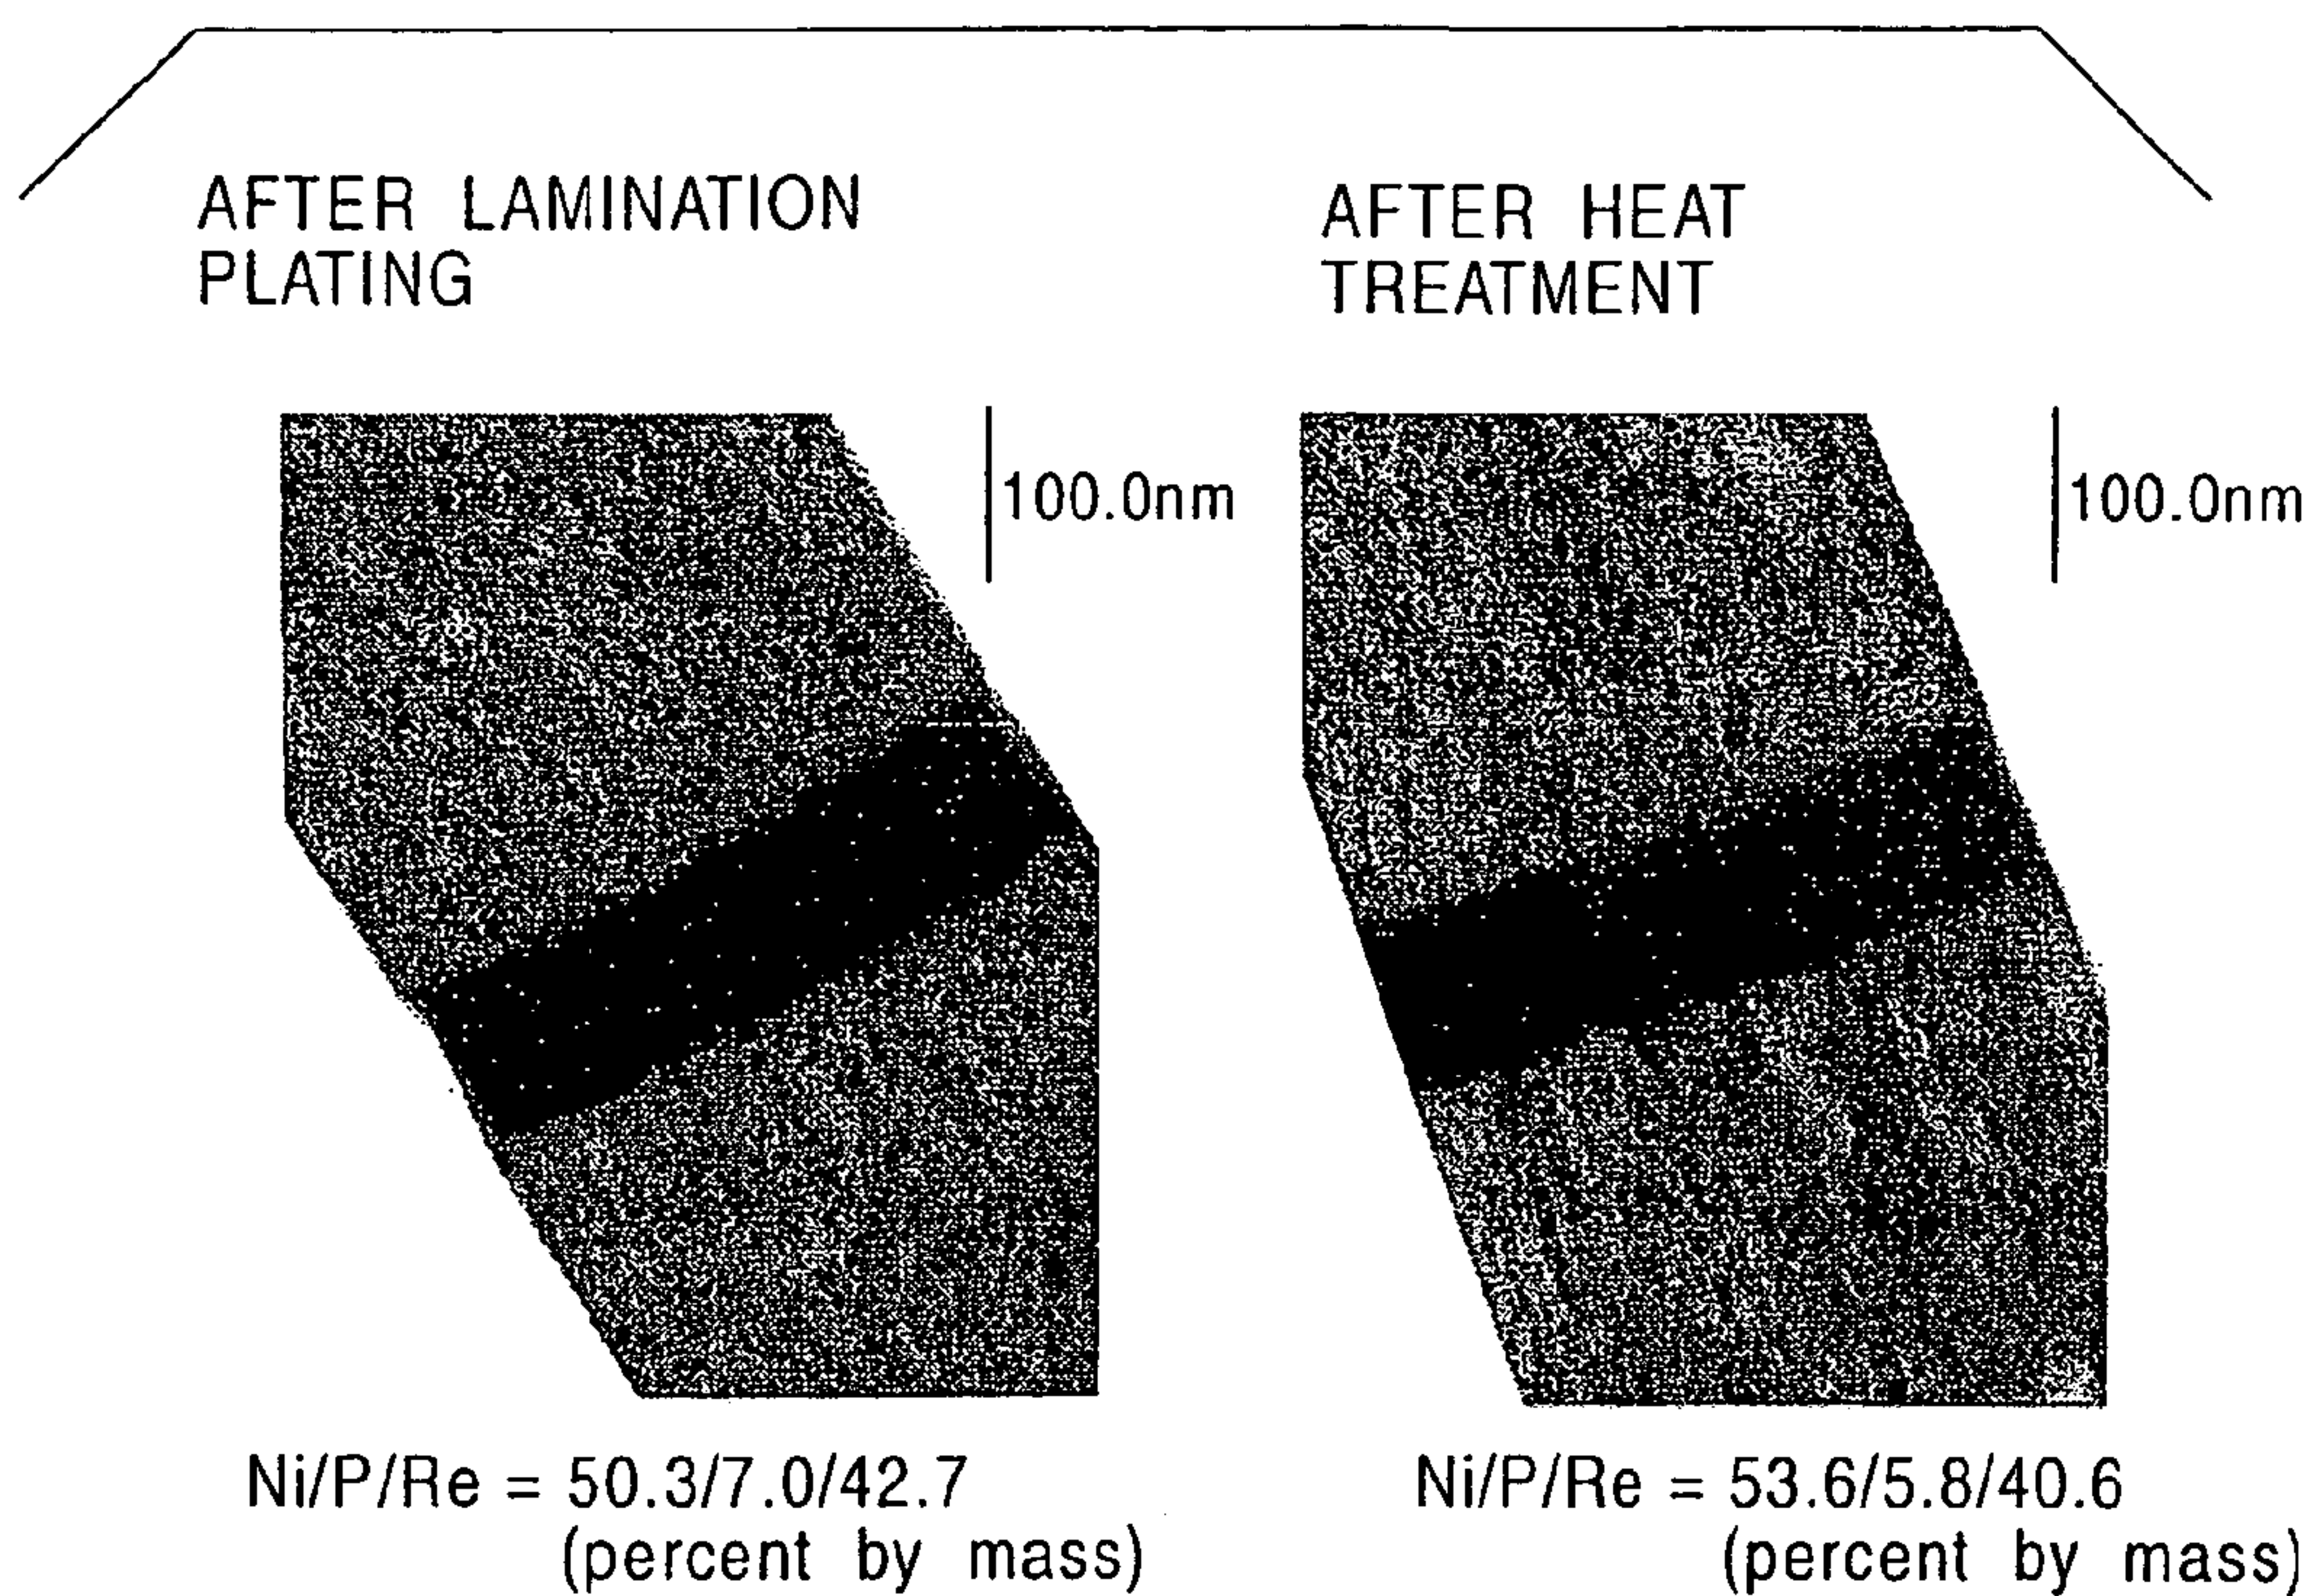 AFTER LAMINATION
PLATING
100.0nm
Ni/P/Re = 50.3/7.0/42.7
(percent by mass)
AFTER HEAT
TREATMENT
100.0nm
Ni/P/Re = 53.6/5.8/40.6
(percent by mass)